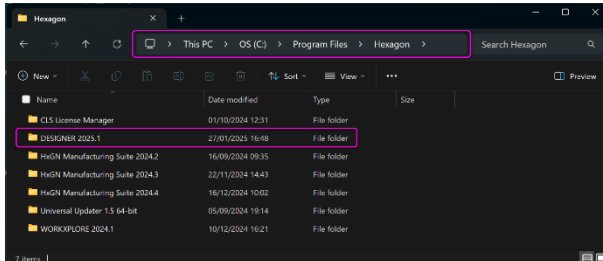 Hexagon
This PC > OS (C:) > Program Files > Hexagon >
Search Hexagon
New
Sort
View
Preview
Name Date modified Type Size
CLS License Manager 01/10/2024 12:31 File folder
DESIGNER 2025.1 27/01/2025 16:48 File folder
HxGN Manufacturing Suite 2024.2 16/09/2024 09:35 File folder
HxGN Manufacturing Suite 2024.3 22/11/2024 14:43 File folder
HxGN Manufacturing Suite 2024.4 16/12/2024 10:02 File folder
Universal Updater 1.5 64-bit 05/09/2024 19:14 File folder
WORKXPLORE 2024.1 10/12/2024 16:21 File folder
7 items